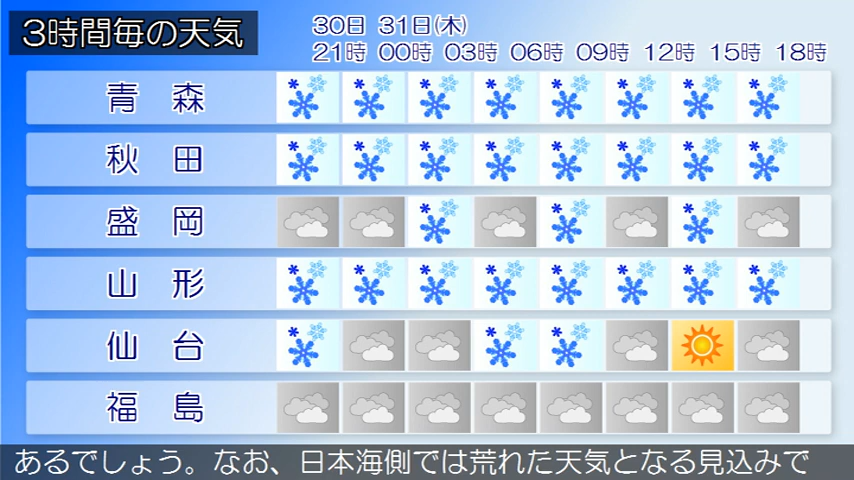 3時間毎の天気
30日 31日(木)
21時 00時 03時 06時 09時 12時 15時 18時
青森
秋田
盛岡
山形
仙台
福島
あるでしょう。なお、日本海側では荒れた天気となる見込みで